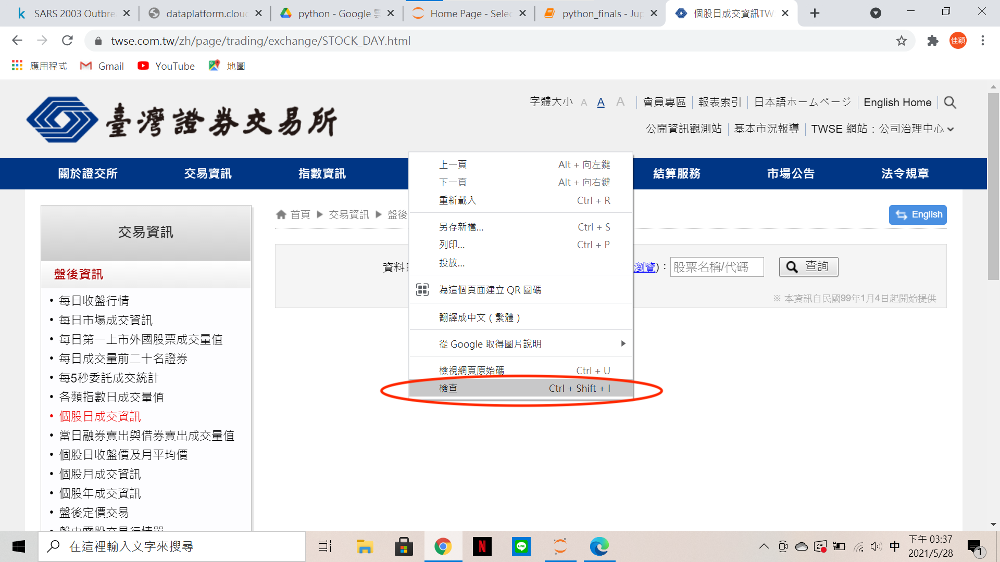 k SARS 2003 Outbre
dataplatform.cloud
python - Google 雲
Home Page - Selec
python_finals - Jup
個股日成交資訊TW
twse.com.tw/zh/page/trading/exchange/STOCK_DAY.html
佳穎
應用程式 Gmail YouTube 地圖
字體大小 A A A 會員專區 報表索引 日本語ホームページ English Home
臺灣證券交易所
公開資訊觀測站 基本市況報導 TWSE 網站：公司治理中心
關於證交所 交易資訊 指數資訊 結算服務 市場公告 法令規章
上一頁 Alt + 向左鍵
下一頁 Alt + 向右鍵
重新載入 Ctrl + R
另存新檔... Ctrl + S
列印... Ctrl + P
投放...
為這個頁面建立 QR 圖碼
翻譯成中文（繁體）
從 Google 取得圖片說明
檢視網頁原始碼 Ctrl + U
檢查 Ctrl + Shift + I
首頁 交易資訊 盤後
English
資料日
瀏覽)： 股票名稱/代碼 查詢
※ 本資訊自民國99年1月4日起開始提供
交易資訊
盤後資訊
• 每日收盤行情
• 每日市場成交資訊
• 每日第一上市外國股票成交量值
• 每日成交量前二十名證券
• 每5秒委託成交統計
• 各類指數日成交量值
• 個股日成交資訊
• 當日融券賣出與借券賣出成交量值
• 個股日收盤價及月平均價
• 個股月成交資訊
• 個股年成交資訊
• 盤後定價交易
• 盤中零股交易行情單
在這裡輸入文字來搜尋
N
LINE
中
下午 03:37
2021/5/28
1